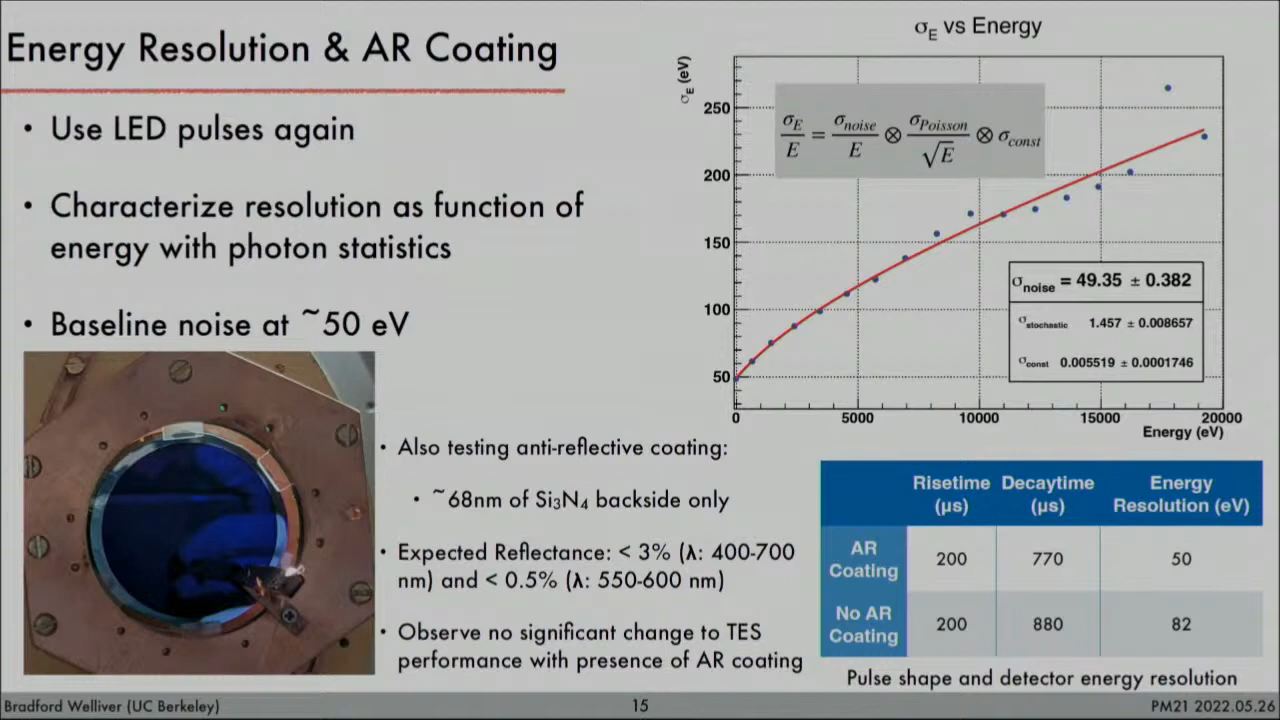 Energy Resolution & AR Coating
• Use LED pulses again
• Characterize resolution as function of
energy with photon statistics
• Baseline noise at ~50 eV
• Also testing anti-reflective coating:
• ~68nm of Si₃N₄ backside only
• Expected Reflectance: < 3% (λ: 400-700
nm) and < 0.5% (λ: 550-600 nm)
• Observe no significant change to TES
performance with presence of AR coating
σE vs Energy
σE (eV)
250
200
150
100
50
σE/E = σnoise/E ⊗ σPoisson/√E ⊗ σconst
σnoise = 49.35 ± 0.382
σstochastic 1.457 ± 0.008657
σconst 0.005519 ± 0.0001746
0 5000 10000 15000 20000
Energy (eV)
Risetime Decaytime Energy
(μs) (μs) Resolution (eV)
AR
Coating 200 770 50
No AR
Coating 200 880 82
Pulse shape and detector energy resolution
Bradford Welliver (UC Berkeley) 15 PM21 2022.05.26